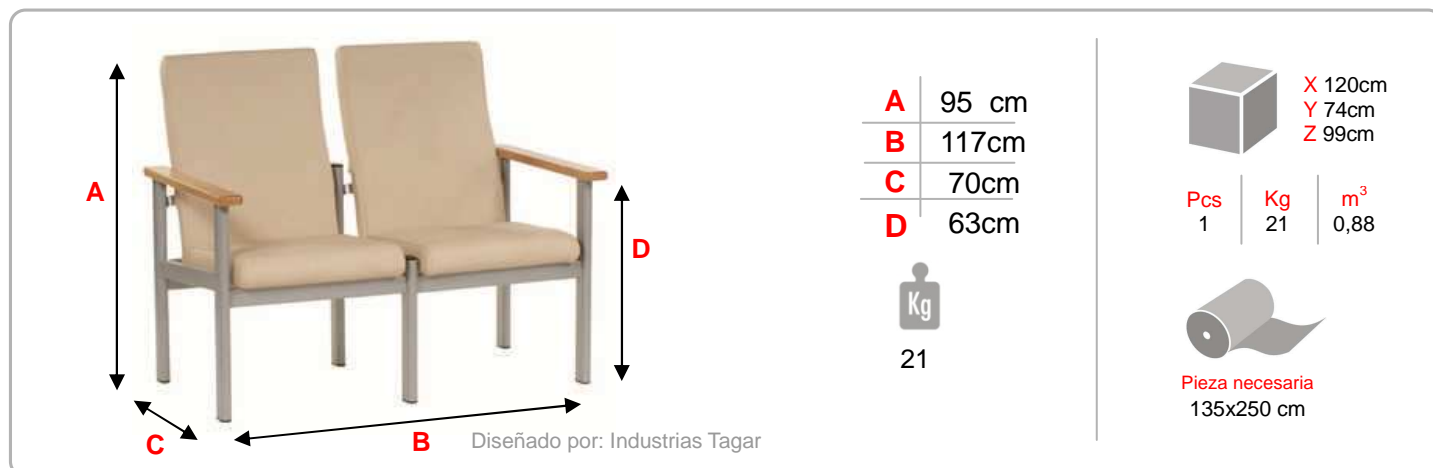 A
D
C
B
Diseñado por: Industrias Tagar
A 95 cm
B 117cm
C 70cm
D 63cm
Kg
21
X 120cm
Y 74cm
Z 99cm
Pcs Kg m³
1 21 0,88
Pieza necesaria
135x250 cm